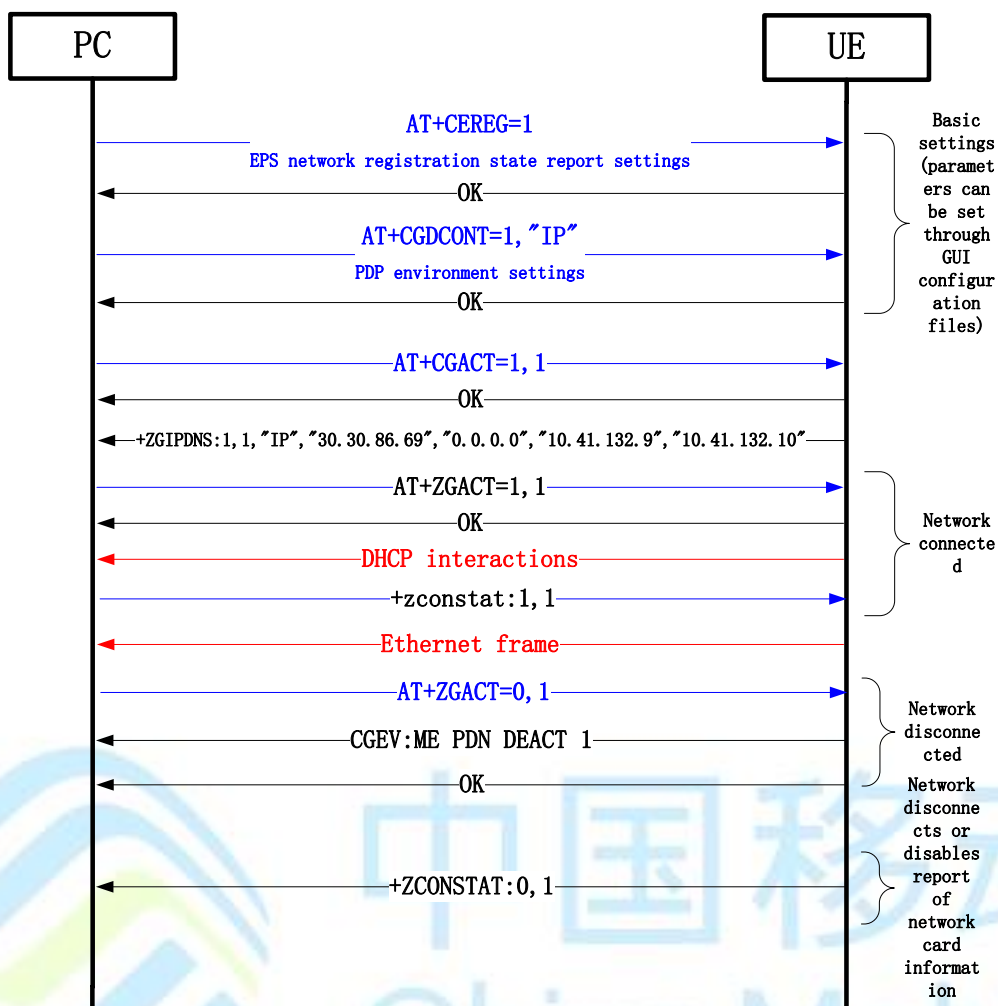 PC
UE
AT+CEREG=1
EPS network registration state report settings
OK
AT+CGDCONT=1,"IP"
PDP environment settings
OK
Basic
settings
(paramet
ers can
be set
through
GUI
configur
ation
files)
AT+CGACT=1,1
OK
+ZGIPDNS:1,1,"IP","30.30.86.69","0.0.0.0","10.41.132.9","10.41.132.10"
AT+ZGACT=1,1
OK
DHCP interactions
+zconstat:1,1
Network
connecte
d
Ethernet frame
AT+ZGACT=0,1
CGEV:ME PDN DEACT 1
OK
Network
disconne
cted
+ZCONSTAT:0,1
Network
disconne
cts or
disables
report
of
network
card
informat
ion
中国移